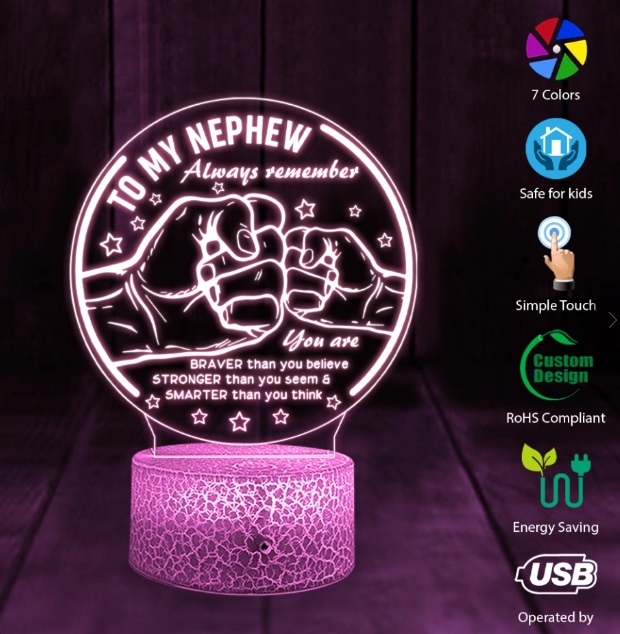 TO MY NEPHEW
Always remember
You are
BRAVER than you believe
STRONGER than you seem &
SMARTER than you think
7 Colors
Safe for kids
Simple Touch
Custom
Design
RoHS Compliant
Energy Saving
USB
Operated by